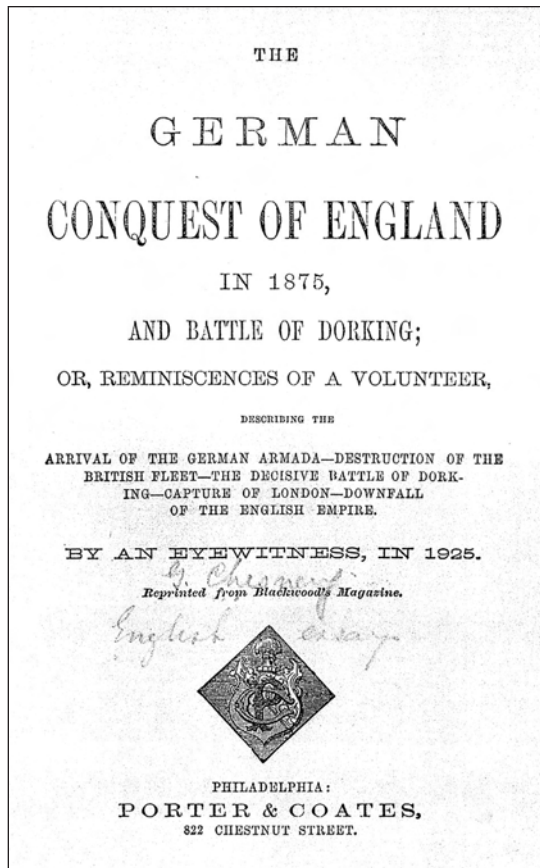 THE
GERMAN
CONQUEST OF ENGLAND
IN 1875,
AND BATTLE OF DORKING;
OR, REMINISCENCES OF A VOLUNTEER,
DESCRIBING THE
ARRIVAL OF THE GERMAN ARMADA—DESTRUCTION OF THE
BRITISH FLEET—THE DECISIVE BATTLE OF DORK-
ING—CAPTURE OF LONDON—DOWNFALL
OF THE ENGLISH EMPIRE.
BY AN EYEWITNESS, IN 1925.
G. Chesney
Reprinted from Blackwood's Magazine.
English essay
PHILADELPHIA:
PORTER & COATES,
822 CHESTNUT STREET.